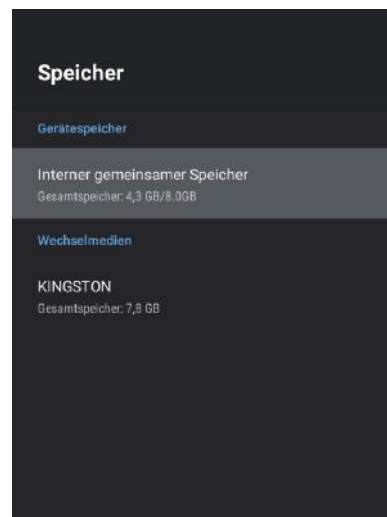 Speicher
Gerätespeicher
Interner gemeinsamer Speicher
Gesamtspeicher: 4,3 GB/8.0GB
Wechselmedien
KINGSTON
Gesamtspeicher: 7,8 GB